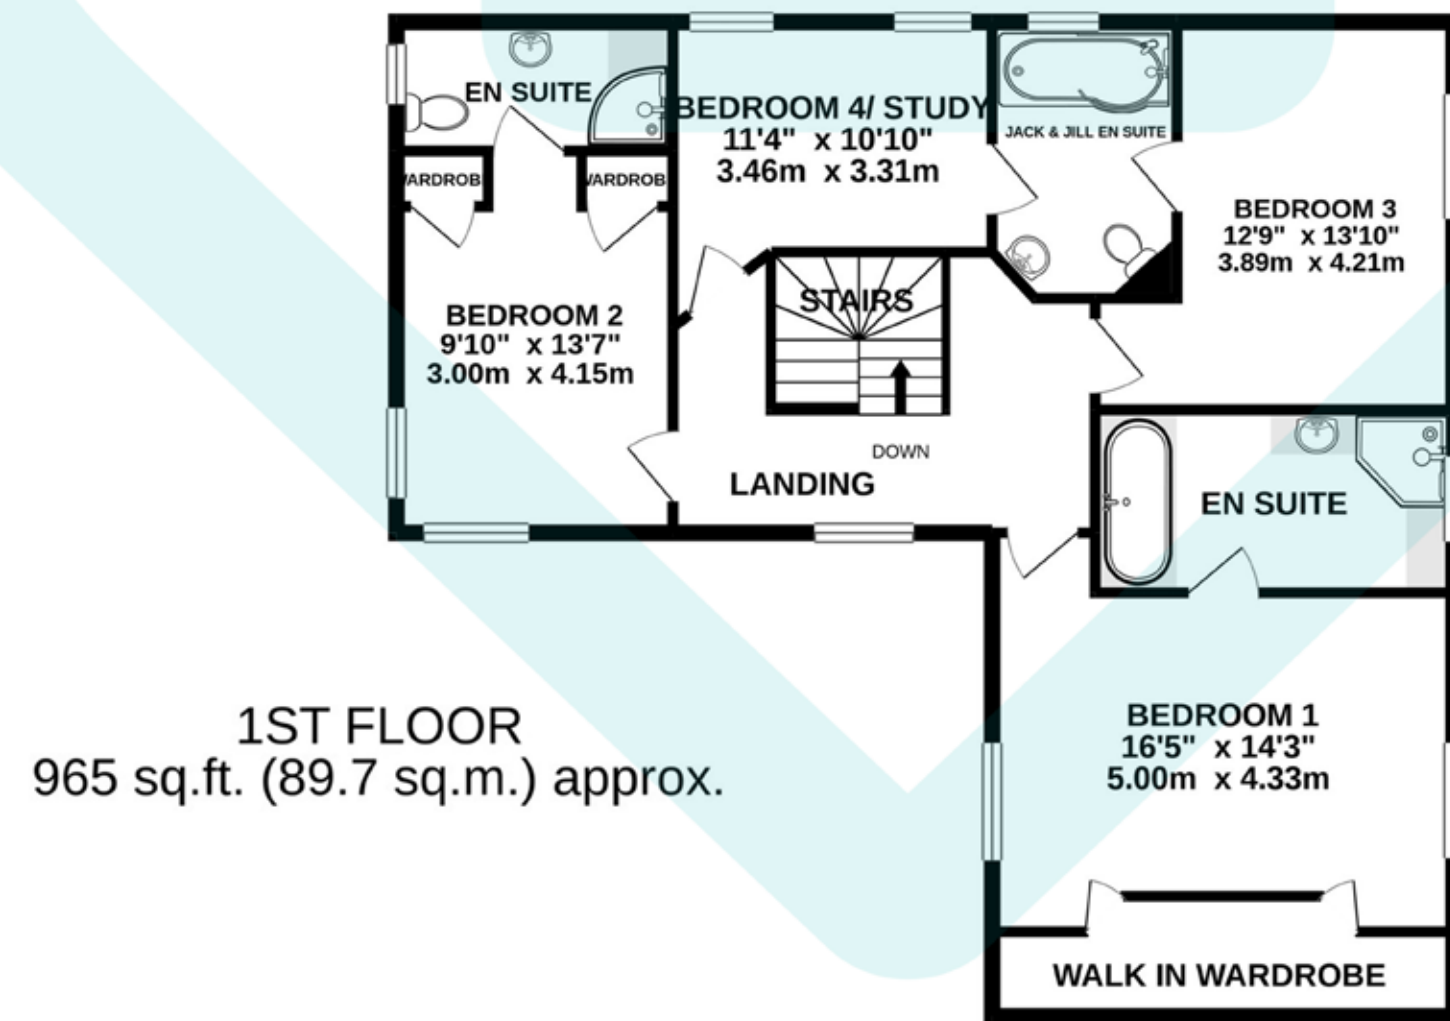 EN SUITE
BEDROOM 4/ STUDY
11'4" x 10'10"
3.46m x 3.31m
JACK & JILL EN SUITE
ARDROB
ARDROB
BEDROOM 3
12'9" x 13'10"
3.89m x 4.21m
BEDROOM 2
9'10" x 13'7"
3.00m x 4.15m
STAIRS
DOWN
LANDING
EN SUITE
1ST FLOOR
965 sq.ft. (89.7 sq.m.) approx.
BEDROOM 1
16'5" x 14'3"
5.00m x 4.33m
WALK IN WARDROBE